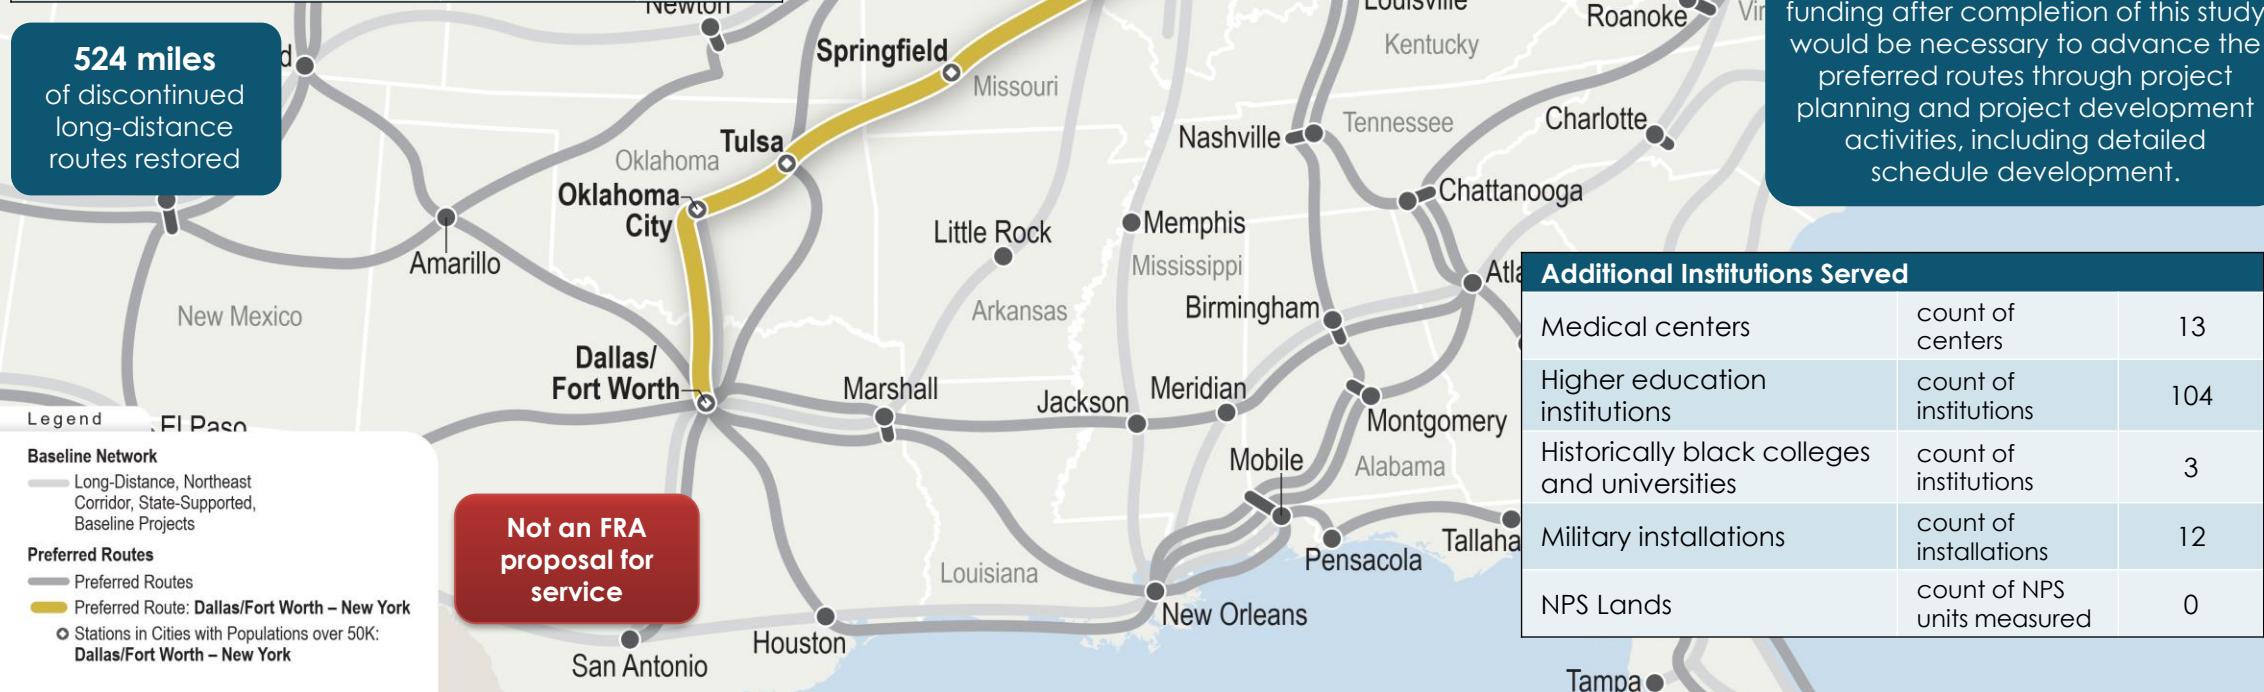 Newton
Louisville
Roanoke
Vir
funding after completion of this study
would be necessary to advance the
preferred routes through project
planning and project development
activities, including detailed
schedule development.
524 miles
of discontinued
long-distance
routes restored
d
Springfield
Missouri
Kentucky
Tulsa
Oklahoma
Oklahoma
City
Nashville
Tennessee
Charlotte
Chattanooga
Little Rock
Memphis
Mississippi
Amarillo
New Mexico
Arkansas
Birmingham
Atla
Dallas/
Fort Worth
Marshall
Jackson
Meridian
Montgomery
Mobile
Alabama
El Paso
Louisiana
Pensacola
Tallaha
New Orleans
Houston
San Antonio
Tampa
Additional Institutions Served
Medical centers
count of
centers
13
Higher education
institutions
count of
institutions
104
Historically black colleges
and universities
count of
institutions
3
Military installations
count of
installations
12
NPS Lands
count of NPS
units measured
0
Legend
Baseline Network
Long-Distance, Northeast
Corridor, State-Supported,
Baseline Projects
Preferred Routes
Preferred Routes
Preferred Route: Dallas/Fort Worth – New York
Stations in Cities with Populations over 50K:
Dallas/Fort Worth – New York
Not an FRA
proposal for
service